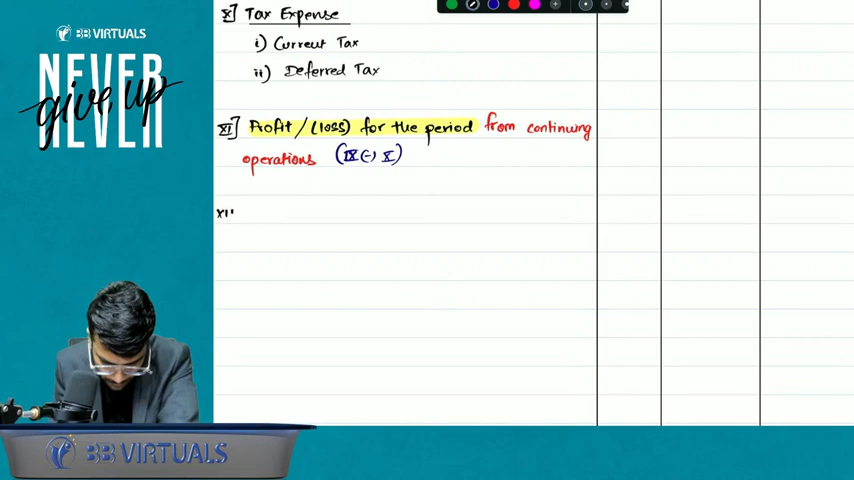 BB VIRTUALS
NEVER
give up
NEVER
X] Tax Expense
i) Current Tax
ii) Deferred Tax
XI] Profit/(loss) for the period from continuing
operations (IX(-) X)
XII
BB VIRTUALS